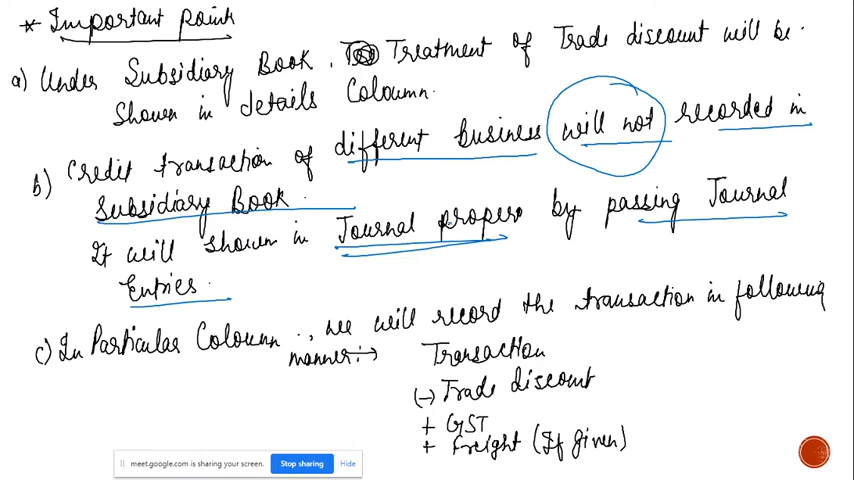 * Important point
a) Under Subsidiary Book, Treatment of Trade discount will be
shown in details Coloumn.
b) Credit transaction of different business will not recorded in
Subsidiary Book.
It will shown in Journal proper by passing Journal
Entries.
c) In Particular Coloumn, we will record the transaction in following
manner:→
Transaction
(-) Trade discount
+ GST
+ Freight (If given)
meet.google.com is sharing your screen. Stop sharing Hide